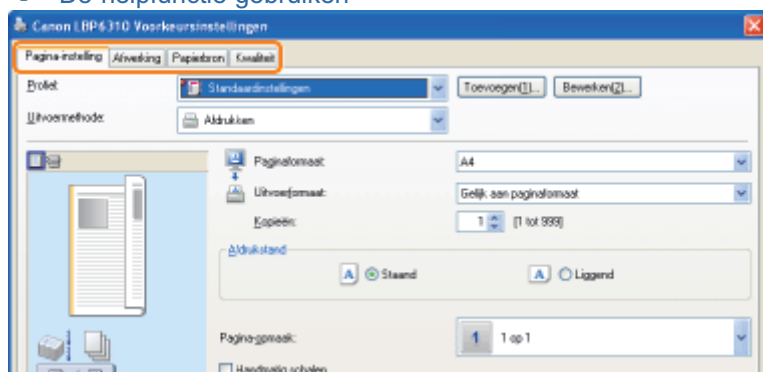 De helpfunctie gebruiken
Canon LBP6310 Voorkeursinstellingen
Pagina-instelling Afwerking Papierbron Kwaliteit
Profiel: Standaardinstellingen Toevoegen(1)... Bewerken(2)...
Uitvoermethode: Afdrukken
Paginaformaat: A4
Uitvoerformaat: Gelijk aan paginaformaat
Kopieën: 1 [1 tot 999]
Afdrukstand
A Staand A Liggend
Pagina-opmaak: 1 1 op 1
Handmatig schalen